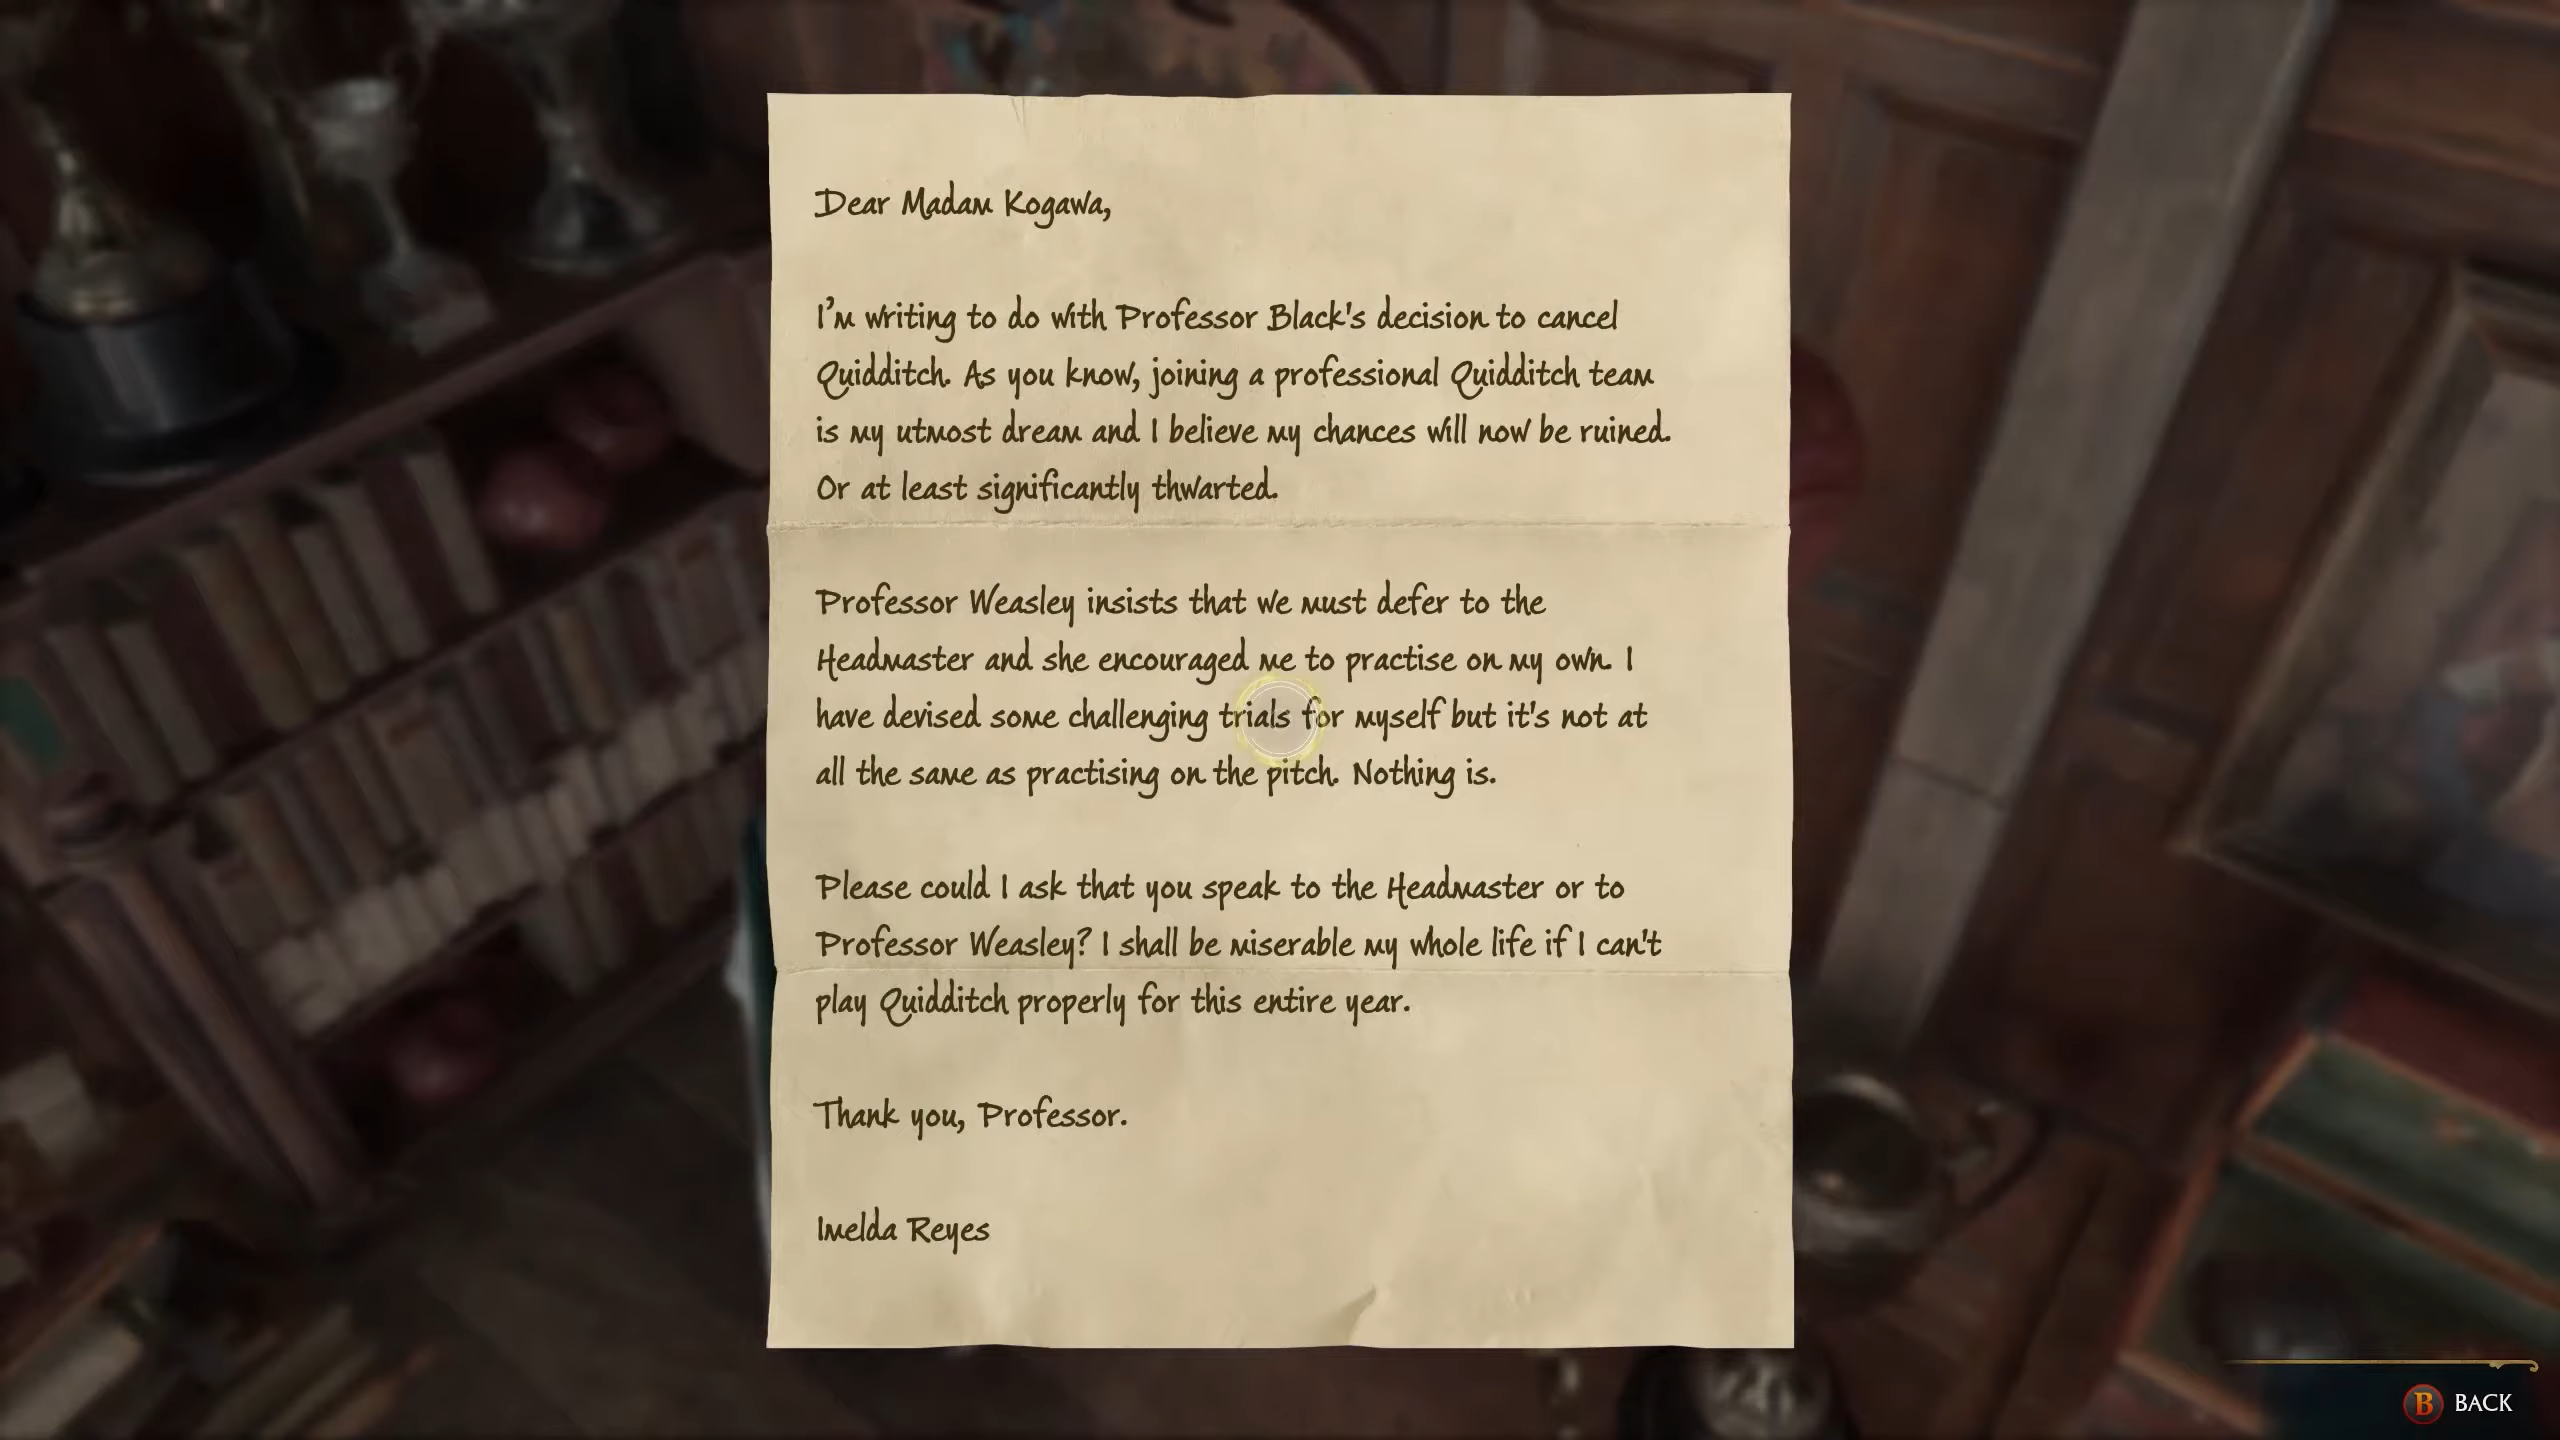 Dear Madam Kogawa,
I'm writing to do with Professor Black's decision to cancel
Quidditch. As you know, joining a professional Quidditch team
is my utmost dream and I believe my chances will now be ruined.
Or at least significantly thwarted.
Professor Weasley insists that we must defer to the
Headmaster and she encouraged me to practise on my own. I
have devised some challenging trials for myself but it's not at
all the same as practising on the pitch. Nothing is.
Please could I ask that you speak to the Headmaster or to
Professor Weasley? I shall be miserable my whole life if I can't
play Quidditch properly for this entire year.
Thank you, Professor.
Imelda Reyes
B BACK